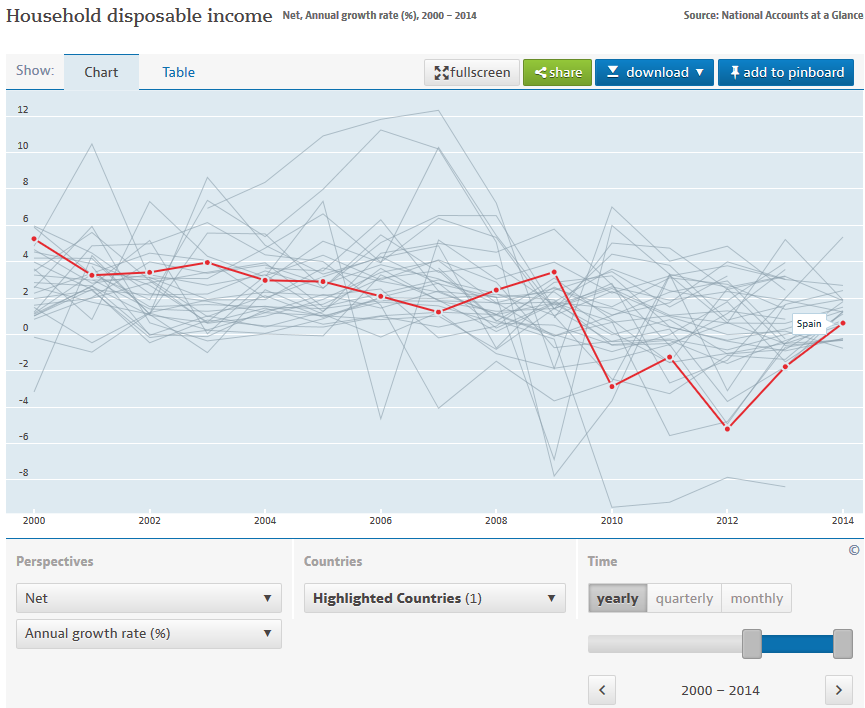 Household disposable income Net, Annual growth rate (%), 2000 – 2014 Source: National Accounts at a Glance
Show: Chart Table fullscreen share download ▼ add to pinboard
12
10
8
6
4
2
0
Spain
-2
-4
-6
-8
2000 2002 2004 2006 2008 2010 2012 2014
©
Perspectives Countries Time
Net ▼ Highlighted Countries (1) ▼ yearly quarterly monthly
Annual growth rate (%) ▼
< 2000 – 2014 >